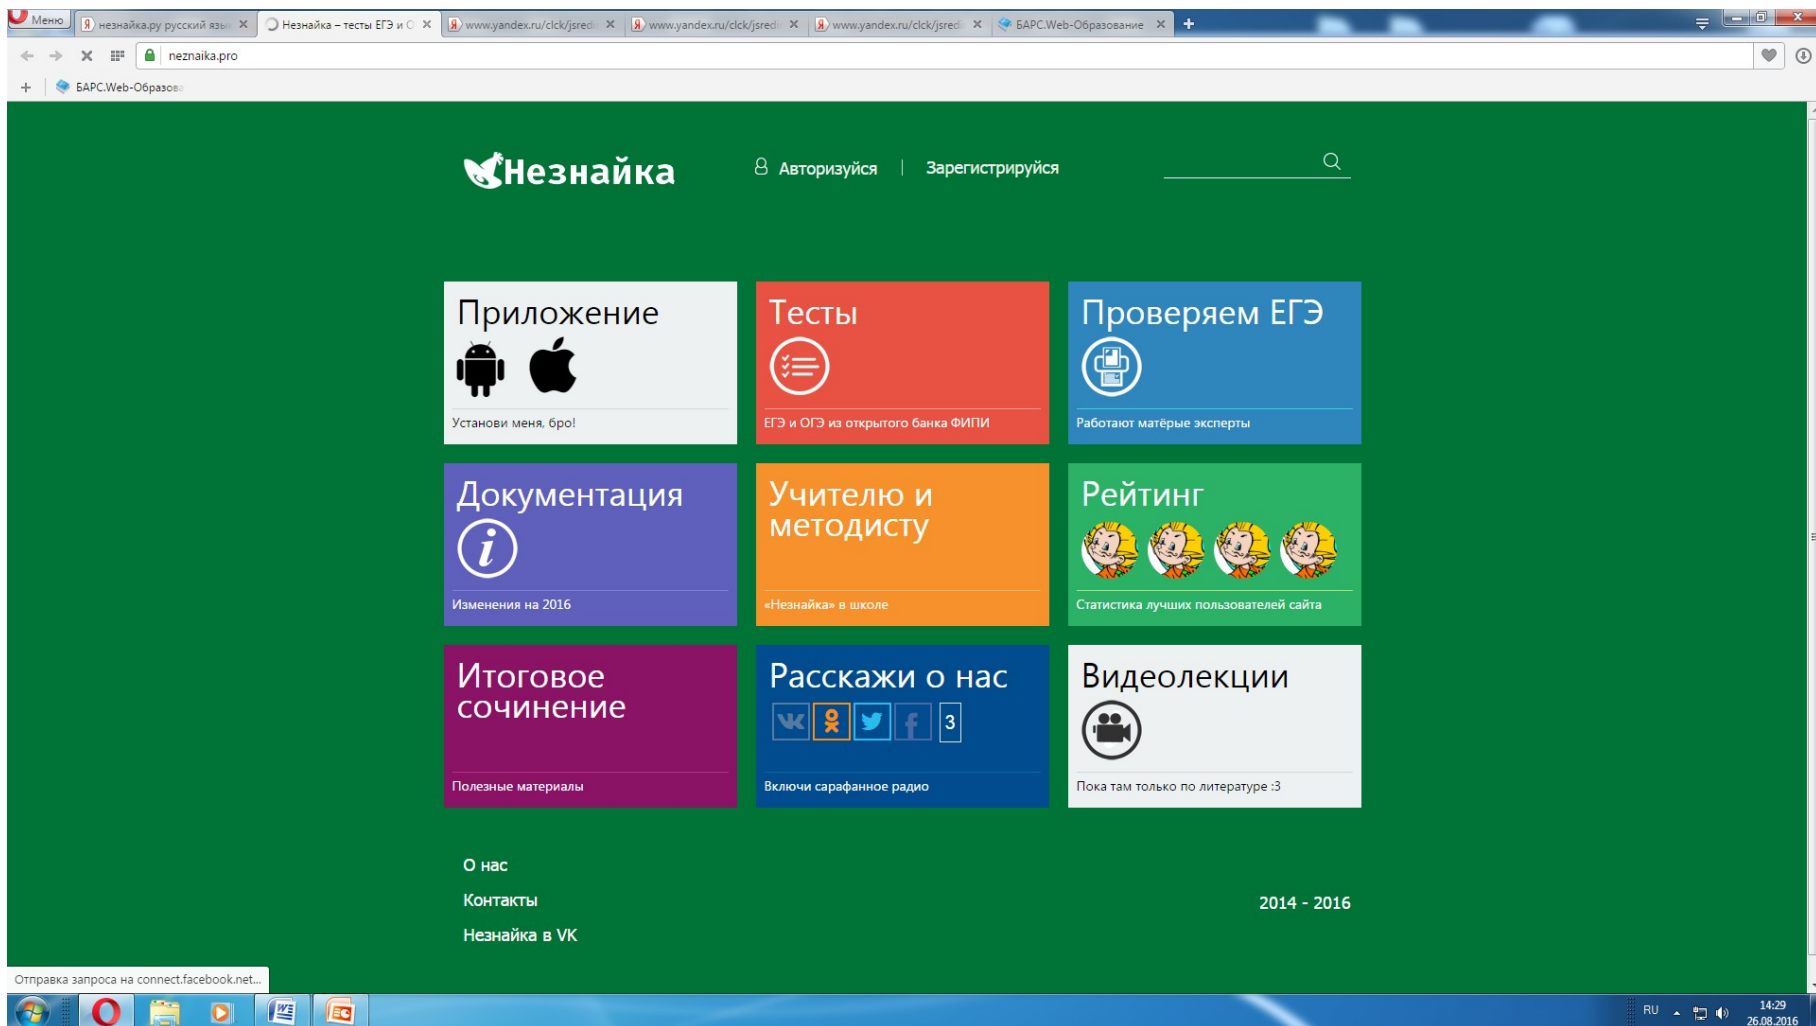 Меню
незнайка.ру русский язы
Незнайка – тесты ЕГЭ и О
www.yandex.ru/clck/jsredir
www.yandex.ru/clck/jsredir
www.yandex.ru/clck/jsred
БАРС.Web-Образование
neznaika.pro
БАРС.Web-Образова
Незнайка
Авторизуйся | Зарегистрируйся
Приложение
Установи меня, бро!
Тесты
ЕГЭ и ОГЭ из открытого банка ФИПИ
Проверяем ЕГЭ
Работают матёрые эксперты
Документация
Изменения на 2016
Учителю и
методисту
«Незнайка» в школе
Рейтинг
Статистика лучших пользователей сайта
Итоговое
сочинение
Полезные материалы
Расскажи о нас
3
Включи сарафанное радио
Видеолекции
Пока там только по литературе :3
О нас
Контакты
2014 - 2016
Незнайка в VK
Отправка запроса на connect.facebook.net...
RU
14:29
26.08.2016